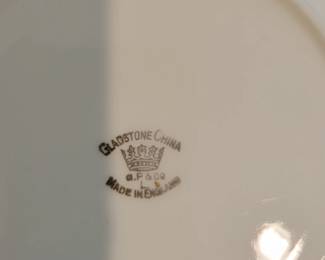 GLADSTONE CHINA
G.P & Co
L
MADE IN ENGLAND